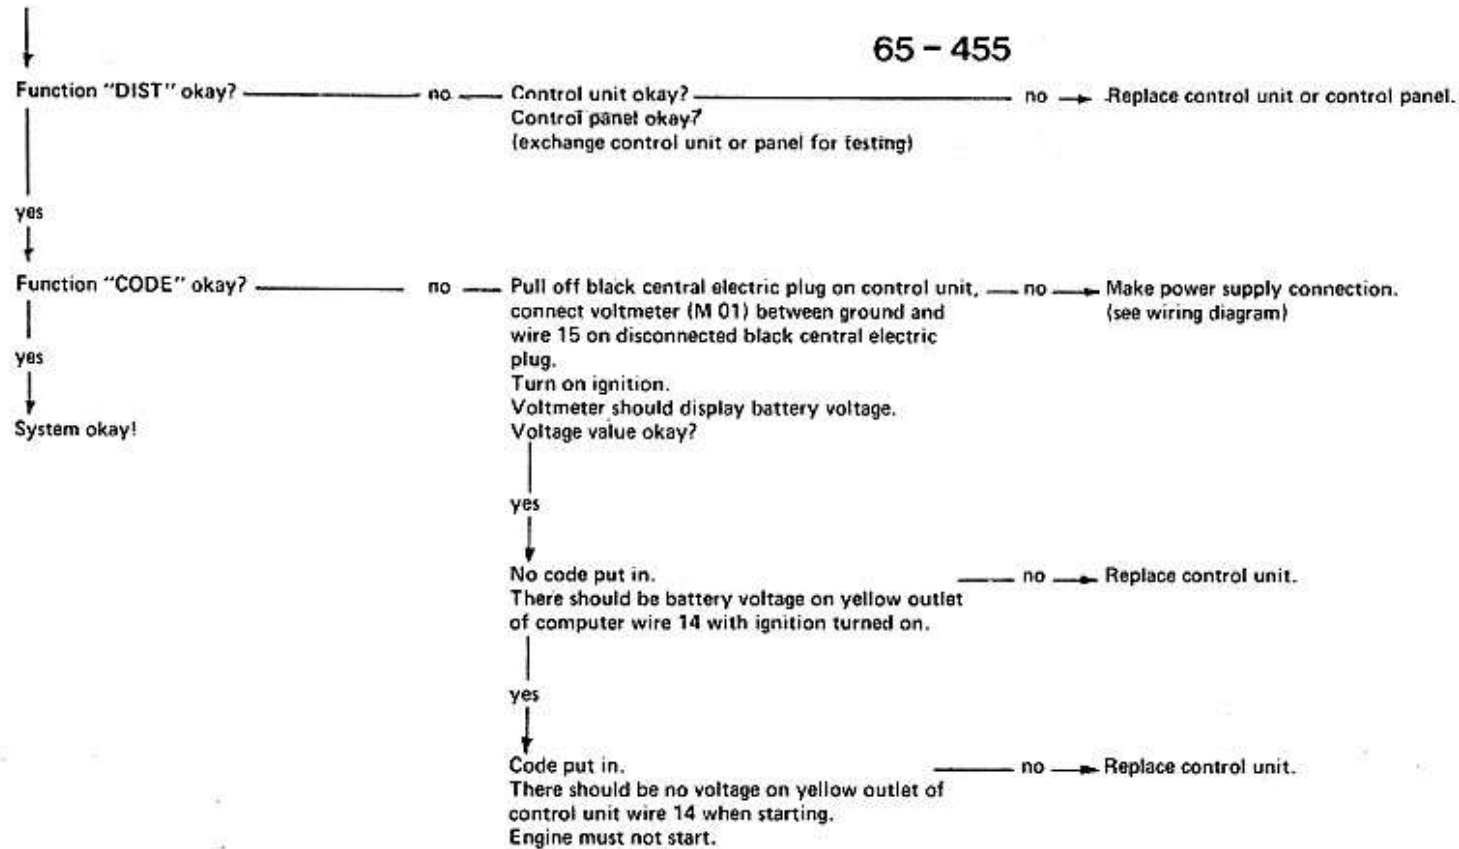 65 - 455
Function "DIST" okay? no Control unit okay? no Replace control unit or control panel.
Control panel okay?
(exchange control unit or panel for testing)
yes
Function "CODE" okay? no Pull off black central electric plug on control unit, no Make power supply connection.
connect voltmeter (M 01) between ground and (see wiring diagram)
wire 15 on disconnected black central electric
plug.
yes
Turn on ignition.
Voltmeter should display battery voltage.
System okay! Voltage value okay?
yes
No code put in. no Replace control unit.
There should be battery voltage on yellow outlet
of computer wire 14 with ignition turned on.
yes
Code put in. no Replace control unit.
There should be no voltage on yellow outlet of
control unit wire 14 when starting.
Engine must not start.